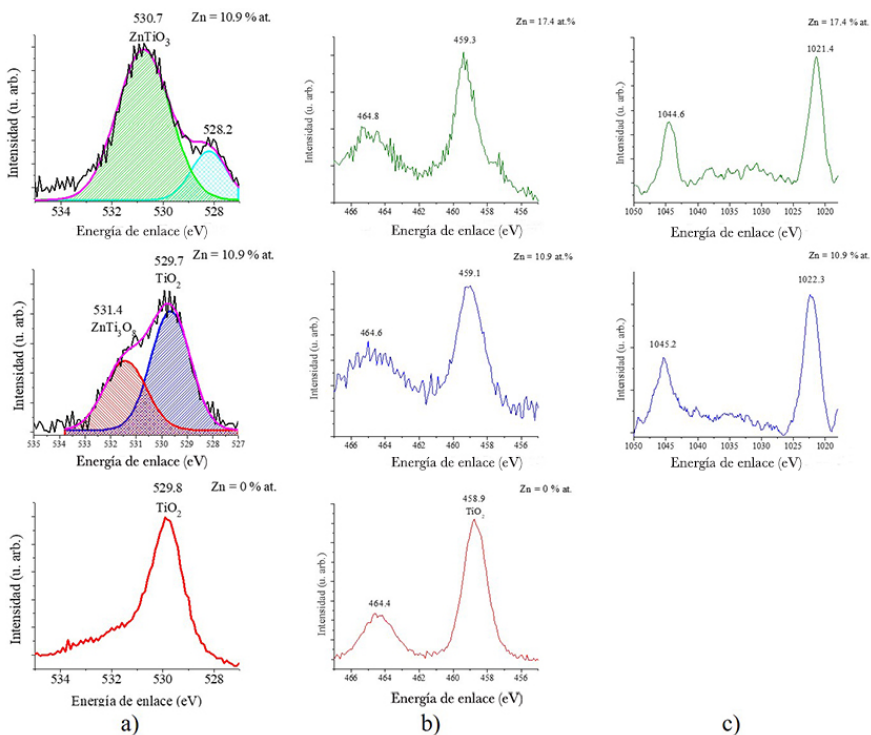 530.7
ZnTiO3
Zn = 10.9 % at.
528.2
Intensidad (u. arb.)
534 532 530 528
Energía de enlace (eV)
Zn = 17.4 at.%
459.3
464.8
Intensidad (u. arb.)
466 464 462 460 458 456
Energía de enlace (eV)
Zn = 17.4 % at.
1021.4
1044.6
Intensidad (u. arb.)
1050 1045 1040 1035 1030 1025 1020
Energía de enlace (eV)
529.7
TiO2
Zn = 10.9 % at.
531.4
ZnTi3O8
Intensidad (u. arb.)
535 534 533 532 531 530 529 528 527
Energía de enlace (eV)
Zn = 10.9 at.%
459.1
464.6
Intensidad (u. arb.)
466 464 462 460 458 456
Energía de enlace (eV)
Zn = 10.9 % at.
1022.3
1045.2
Intensidad (u. arb.)
1050 1045 1040 1035 1030 1025 1020
Energía de enlace (eV)
529.8
TiO2
Zn = 0 % at.
Intensidad (u. arb.)
534 532 530 528
Energía de enlace (eV)
a)
Zn = 0 % at.
458.9
TiO2
464.4
Intensidad (u. arb.)
466 464 462 460 458 456
Energía de enlace (eV)
b)
c)